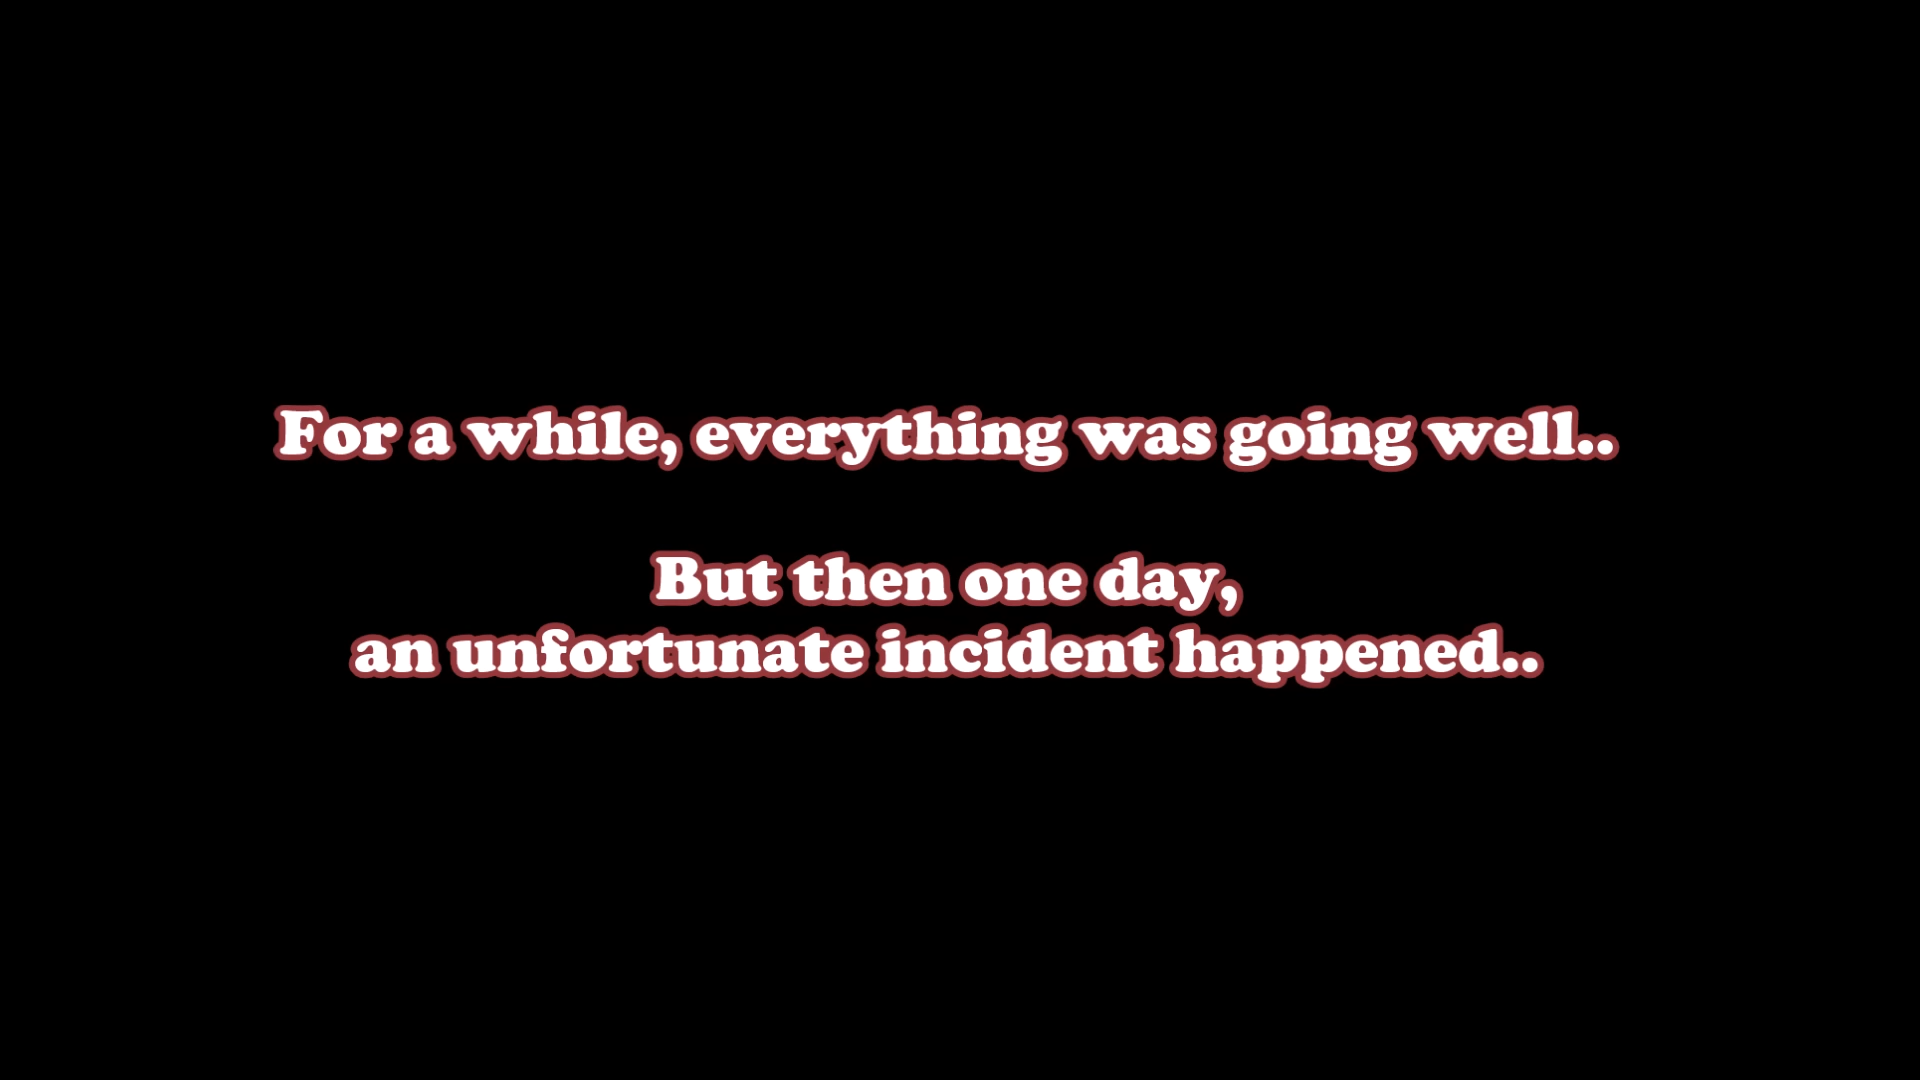 For a while, everything was going well..
But then one day,
an unfortunate incident happened..